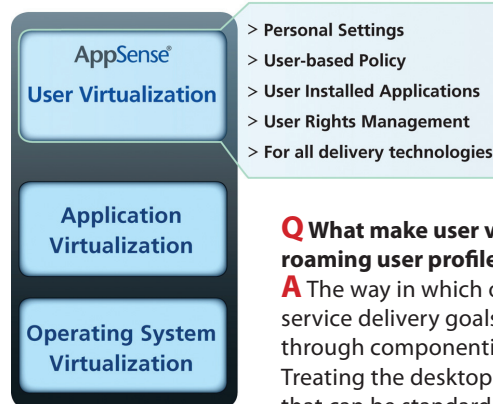 AppSense®
User Virtualization
> Personal Settings
> User-based Policy
> User Installed Applications
> User Rights Management
> For all delivery technologies
Application
Virtualization
Operating System
Virtualization
Q What make user v
roaming user profile
A The way in which
service delivery goals
through componenti
Treating the desktop
that can be standard